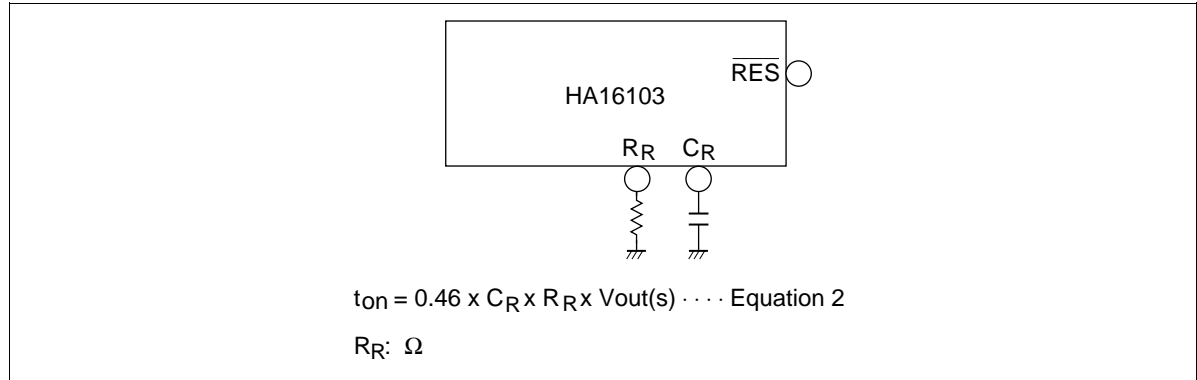 RES
HA16103
RR CR
ton = 0.46 x CR x RR x Vout(s) ···· Equation 2
RR: Ω